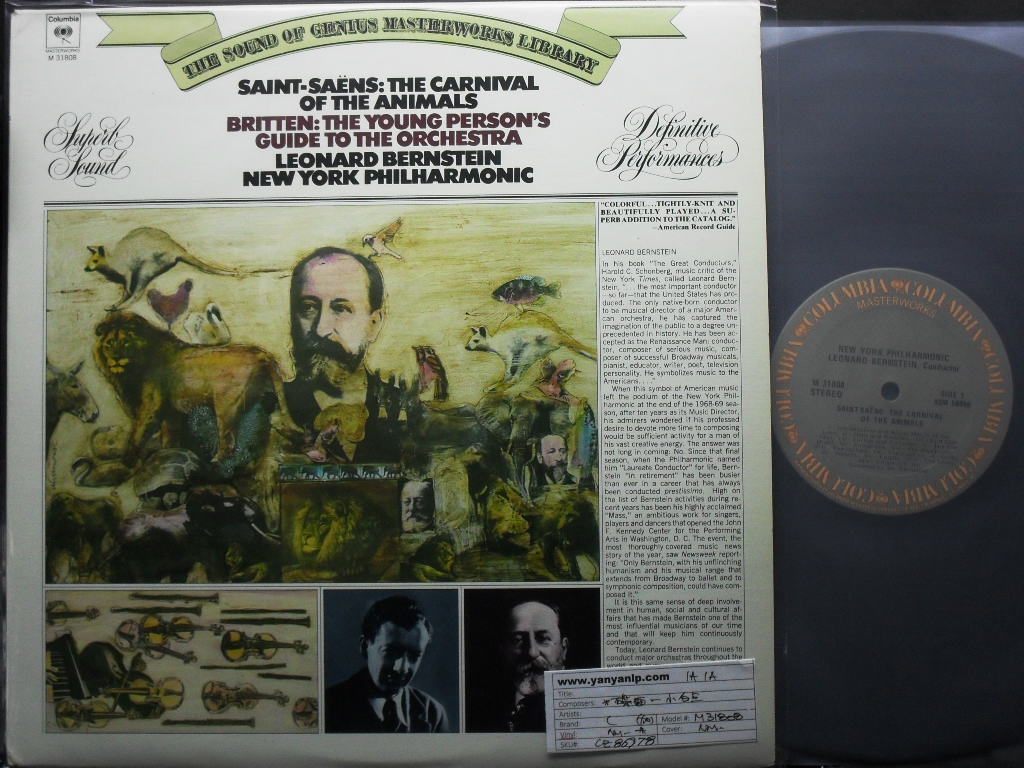 Columbia
MASTERWORKS
M 31808
THE SOUND OF GENIUS MASTERWORKS LIBRARY
SAINT-SAËNS: THE CARNIVAL
OF THE ANIMALS
BRITTEN: THE YOUNG PERSON'S
GUIDE TO THE ORCHESTRA
LEONARD BERNSTEIN
NEW YORK PHILHARMONIC
Superb
Sound
Definitive
Performances
"COLORFUL...TIGHTLY-KNIT AND
BEAUTIFULLY PLAYED...A SU-
PERB ADDITION TO THE CATALOG."
—American Record Guide
LEONARD BERNSTEIN
In his book "The Great Conductors,"
Harold C. Schonberg, music critic of the
New York Times, called Leonard Bern-
stein, "... the most important conductor
—so far—that the United States has pro-
duced. The only native-born conductor
to be musical director of a major Ameri-
can orchestra, he has captured the
imagination of the public to a degree un-
precedented in history. He has been ac-
cepted as the Renaissance Man: conduc-
tor, composer of serious music, com-
poser of successful Broadway musicals,
pianist, educator, writer, poet, television
personality. He symbolizes music to the
Americans. ..."
When this symbol of American music
left the podium of the New York Phil-
harmonic at the end of the 1968-69 sea-
son, after ten years as its Music Director,
his admirers wondered if his professed
desire to devote more time to composing
would be sufficient activity for a man of
his vast creative energy. The answer was
not long in coming: No. Since that final
season, when the Philharmonic named
him "Laureate Conductor" for life, Bern-
stein "in retirement" has been busier
than ever in a career that has always
been conducted prestissimo. High on
the list of Bernstein activities during re-
cent years has been his highly acclaimed
"Mass," an ambitious work for singers,
players and dancers that opened the John
F. Kennedy Center for the Performing
Arts in Washington, D. C. The event, the
most thoroughly covered music news
story of the year, saw Newsweek report-
ing: "Only Bernstein, with his unflinching
humanism and his musical range that
extends from Broadway to ballet and to
symphonic composition, could have com-
posed it."
It is this same sense of deep involve-
ment in human, social and cultural af-
fairs that has made Bernstein one of the
most influential musicians of our time
and that will keep him continuously
contemporary.
Today, Leonard Bernstein continues to
conduct major orchestras throughout the
www.yanyanlp.com 1A 1A
Title:
Composers:
Artists:
Brand: Model#: M31808
Vinyl: NM- Cover: NM-
SKU#:
COLUMBIA COLUMBIA COLUMBIA COLUMBIA COLUMBIA
MASTERWORKS
NEW YORK PHILHARMONIC
LEONARD BERNSTEIN, Conductor
M 31808
STEREO
SIDE 1
SAINT-SAËNS: THE CARNIVAL
OF THE ANIMALS